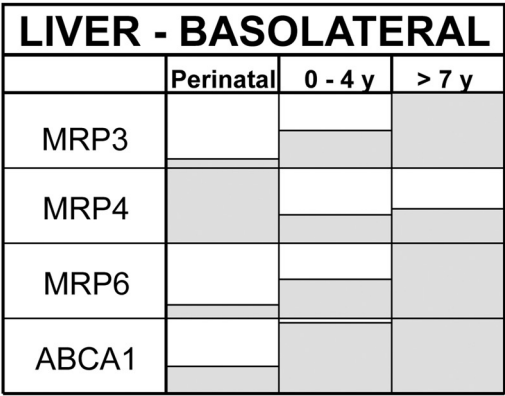 LIVER - BASOLATERAL
Perinatal 0 - 4 y > 7 y
MRP3
MRP4
MRP6
ABCA1